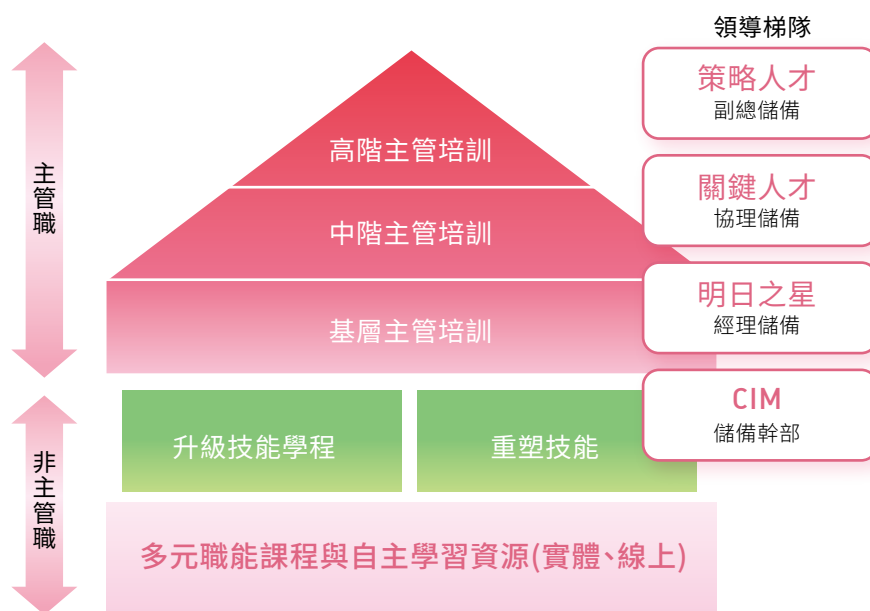 領導梯隊
策略人才
副總儲備
高階主管培訓
主管職
關鍵人才
協理儲備
中階主管培訓
明日之星
經理儲備
基層主管培訓
CIM
儲備幹部
升級技能學程
重塑技能
非主管職
多元職能課程與自主學習資源(實體、線上)